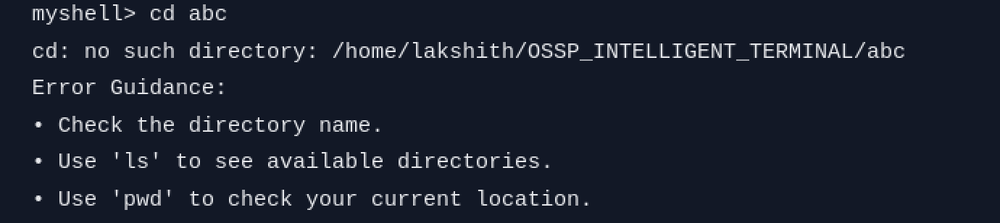 myshell> cd abc
cd: no such directory: /home/lakshith/OSSP_INTELLIGENT_TERMINAL/abc
Error Guidance:
• Check the directory name.
• Use 'ls' to see available directories.
• Use 'pwd' to check your current location.